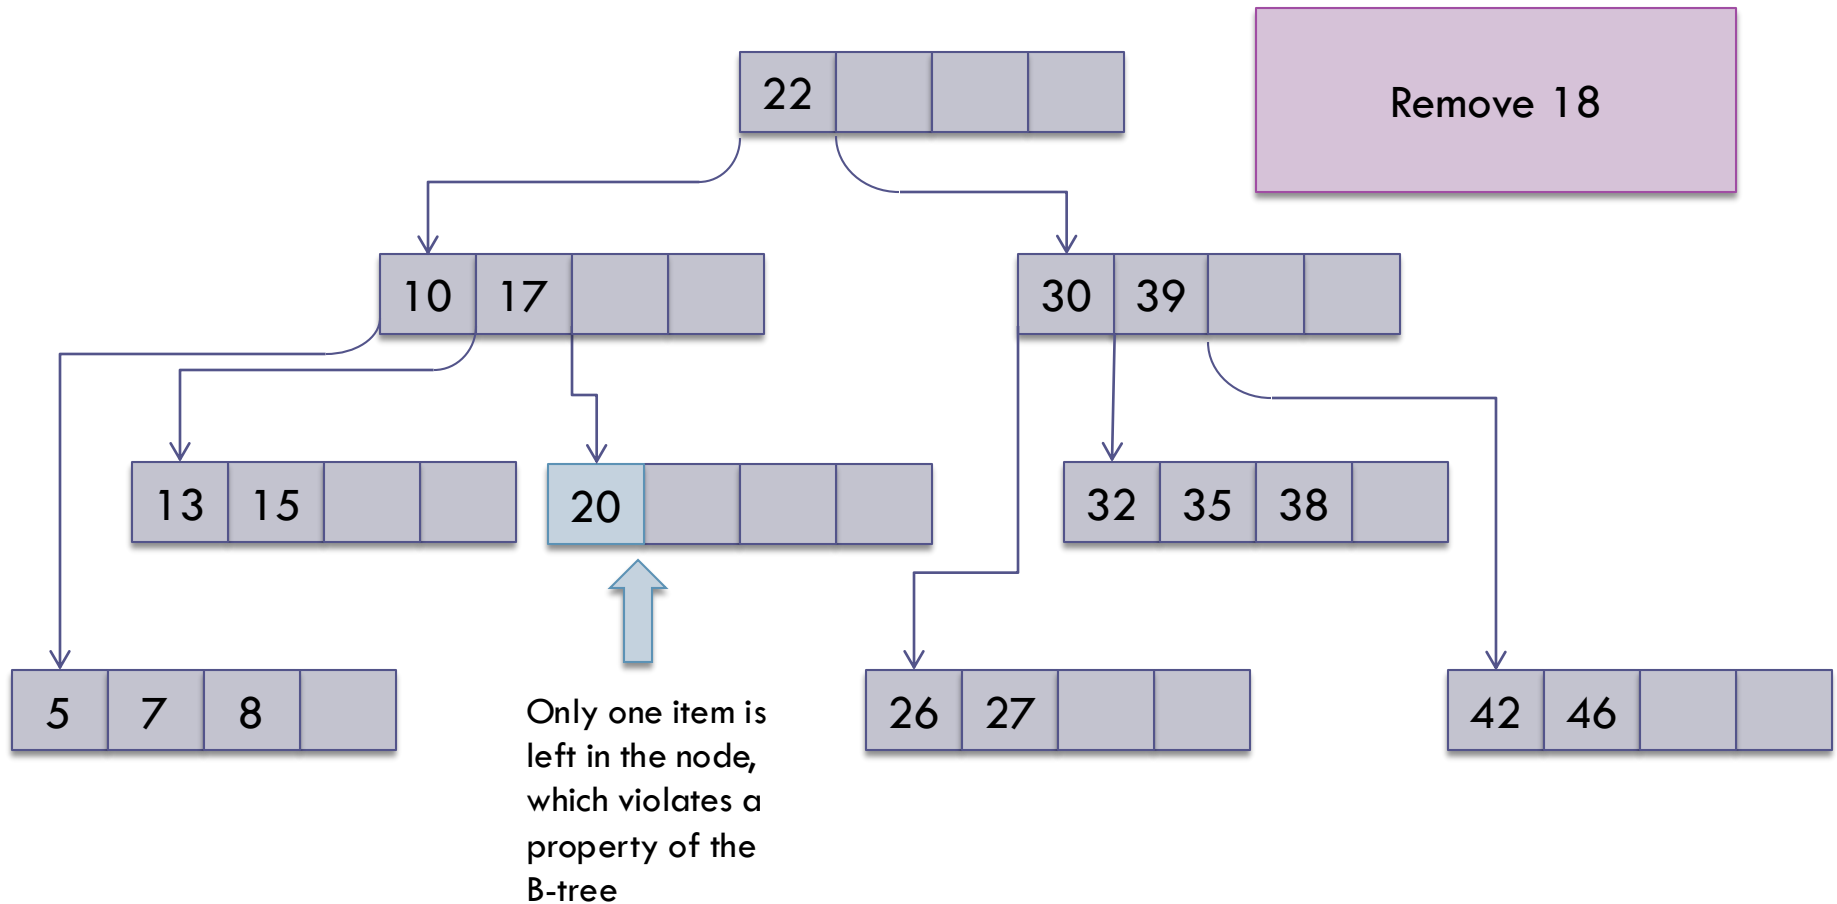 Remove 18
22
10 17
30 39
13 15
20
32 35 38
5 7 8
26 27
42 46
Only one item is
left in the node,
which violates a
property of the
B-tree